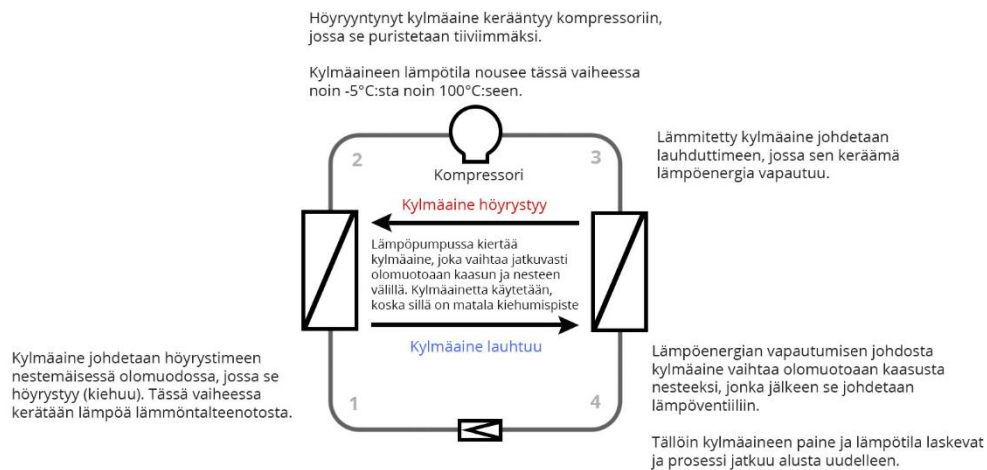 Höyryyntynyt kylmäaine kerääntyy kompressoriin,
jossa se puristetaan tiiviimmäksi.
Kylmäaineen lämpötila nousee tässä vaiheessa
noin -5°C:sta noin 100°C:seen.
2
3
Kompressori
Lämmitetty kylmäaine johdetaan
lauhduttimeen, jossa sen keräämä
lämpöenergia vapautuu.
Kylmäaine höyrystyy
Lämpöpumpussa kiertää
kylmäaine, joka vaihtaa jatkuvasti
olomuotoaan kaasun ja nesteen
välillä. Kylmäainetta käytetään,
koska sillä on matala kiehumispiste
Kylmäaine lauhtuu
Kylmäaine johdetaan höyrystimeen
nestemäisessä olomuodossa, jossa se
höyrystyy (kiehuu). Tässä vaiheessa
kerätään lämpöä lämmöntalteenotosta.
1
4
Lämpöenergian vapautumisen johdosta
kylmäaine vaihtaa olomuotoaan kaasusta
nesteeksi, jonka jälkeen se johdetaan
lämpöventiiliin.
Tällöin kylmäaineen paine ja lämpötila laskevat
ja prosessi jatkuu alusta uudelleen.